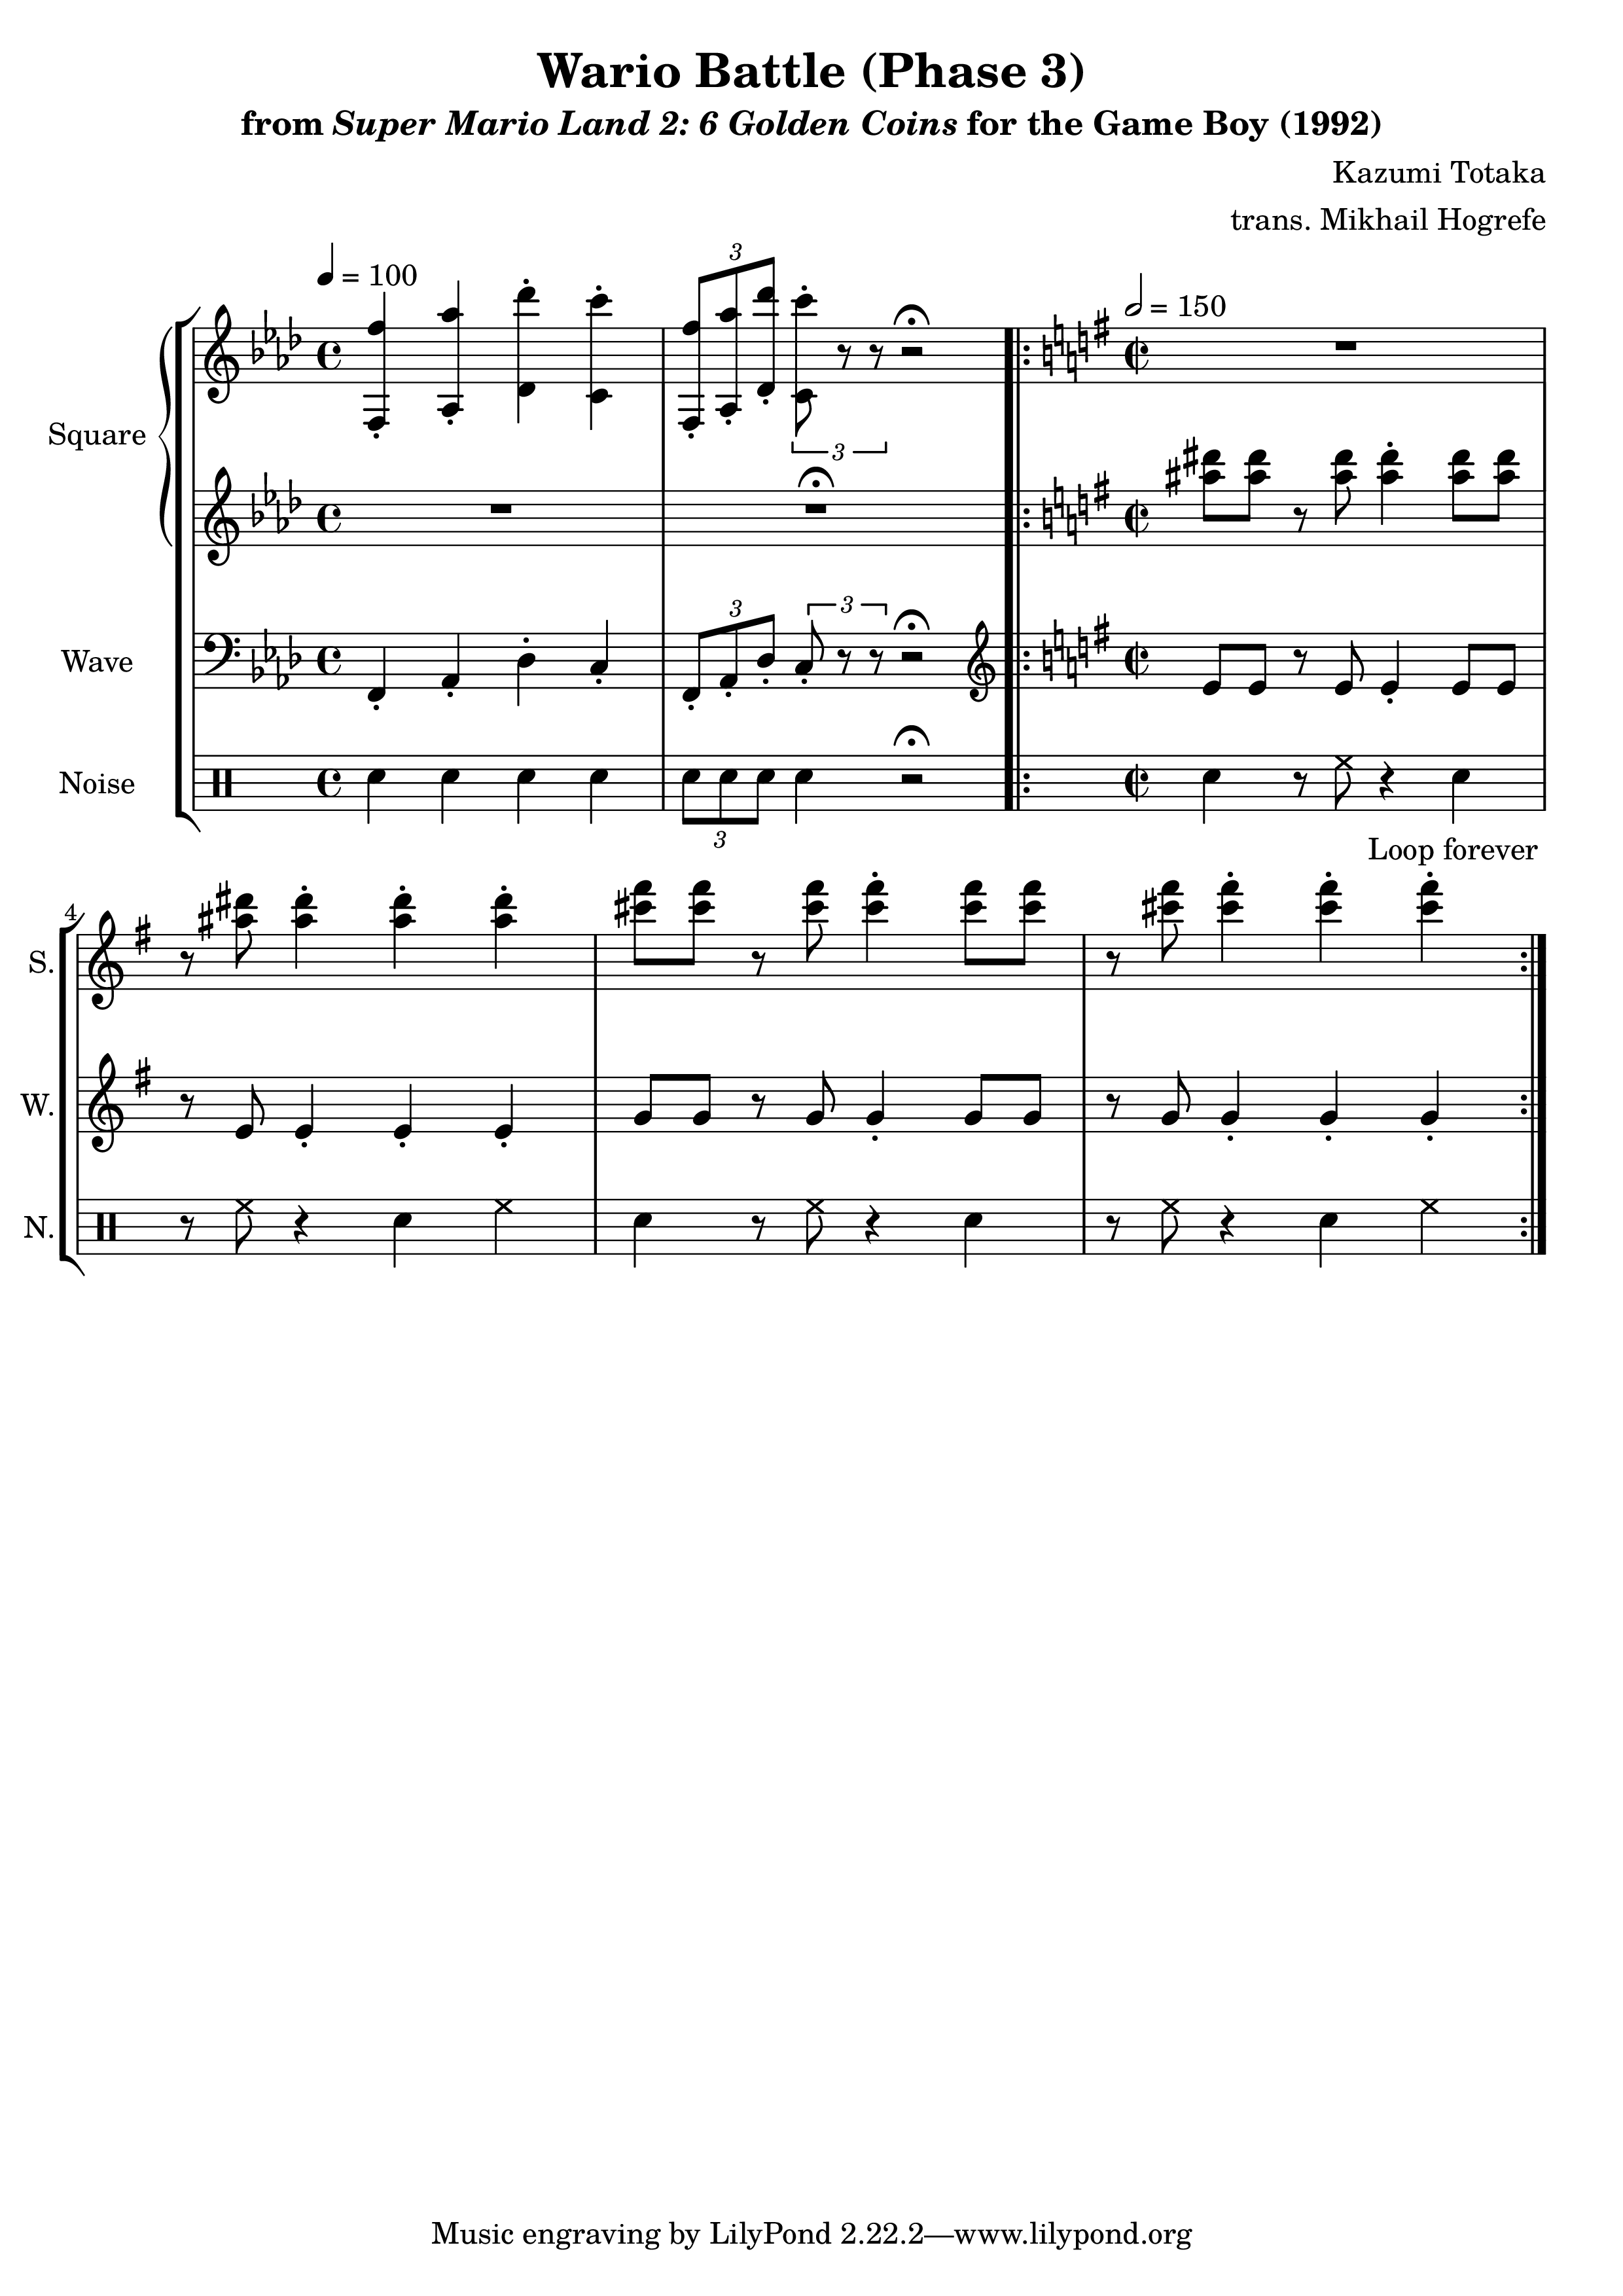 Wario Battle (Phase 3)
from Super Mario Land 2: 6 Golden Coins for the Game Boy (1992)
Kazumi Totaka
trans. Mikhail Hogrefe
= 100
= 150
3
3
Square
3
3
Wave
Noise
3
Loop forever
4
S.
W.
N.
Music engraving by LilyPond 2.22.2—www.lilypond.org